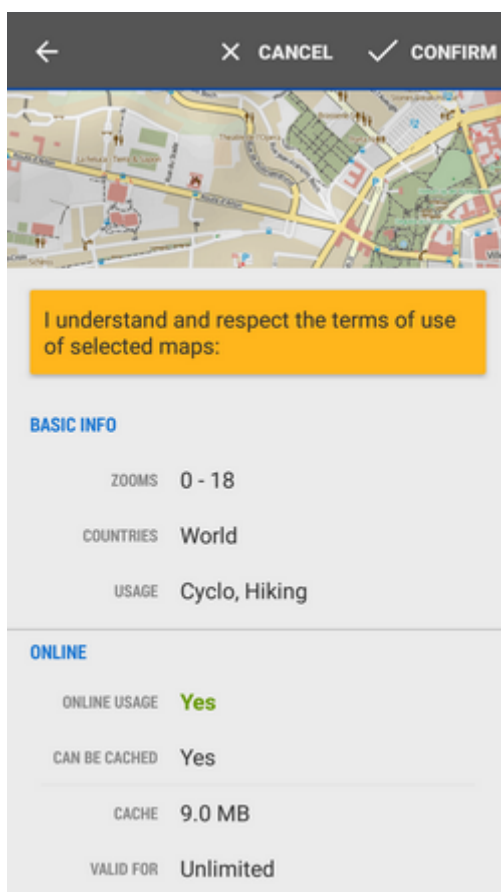 CANCEL
CONFIRM
I understand and respect the terms of use
of selected maps:
BASIC INFO
ZOOMS 0 - 18
COUNTRIES World
USAGE Cyclo, Hiking
ONLINE
ONLINE USAGE Yes
CAN BE CACHED Yes
CACHE 9.0 MB
VALID FOR Unlimited